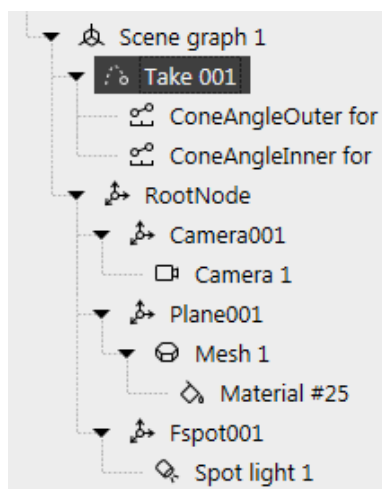 Scene graph 1
Take 001
ConeAngleOuter for
ConeAngleInner for
RootNode
Camera001
Camera 1
Plane001
Mesh 1
Material #25
Fspot001
Spot light 1